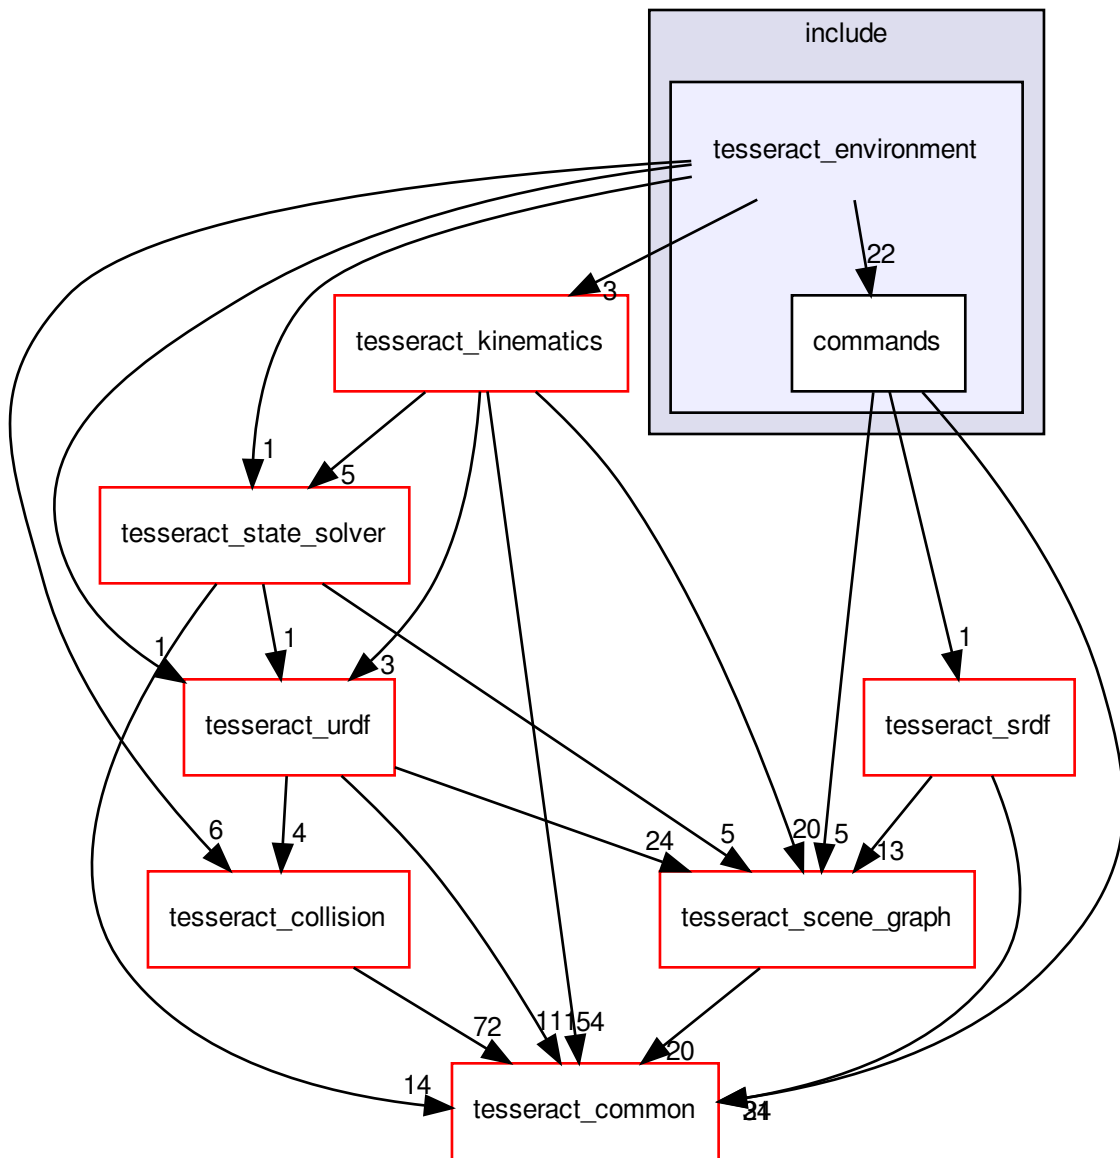 include
tesseract_environment
22
3
tesseract_kinematics
commands
1
5
tesseract_state_solver
1
1
3
1
tesseract_urdf
tesseract_srdf
6
4
24
5
20
5
13
tesseract_collision
tesseract_scene_graph
72
20
14
tesseract_common